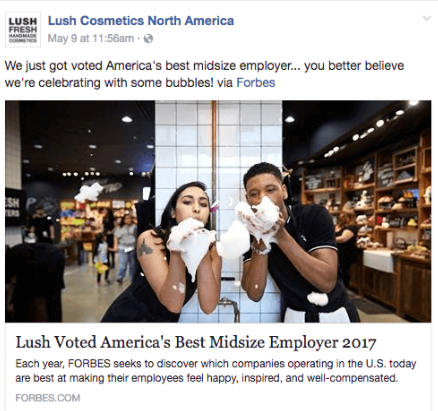 LUSH
FRESH
HANDMADE
COSMETICS
Lush Cosmetics North America
May 9 at 11:56am ·
We just got voted America's best midsize employer... you better believe
we're celebrating with some bubbles! via Forbes
Lush Voted America's Best Midsize Employer 2017
Each year, FORBES seeks to discover which companies operating in the U.S. today
are best at making their employees feel happy, inspired, and well-compensated.
FORBES.COM